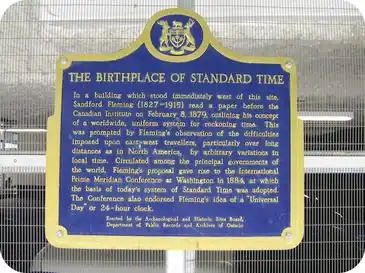 THE BIRTHPLACE OF STANDARD TIME
In a building which stood immediately west of this site,
Sandford Fleming (1827-1915) read a paper before the
Canadian Institute on February 8, 1879, outlining his concept
of a worldwide, uniform system for reckoning time. This
was prompted by Fleming's observation of the difficulties
imposed upon east-west travellers, particularly over long
distances as in North America, by arbitrary variations in
local time. Circulated among the principal governments of
the world, Fleming's proposal gave rise to the International
Prime Meridian Conference at Washington in 1884, at which
the basis of today's system of Standard Time was adopted.
The Conference also endorsed Fleming's idea of a "Universal
Day" or 24-hour clock.
Erected by the Archaeological and Historic Sites Board,
Department of Public Records and Archives of Ontario